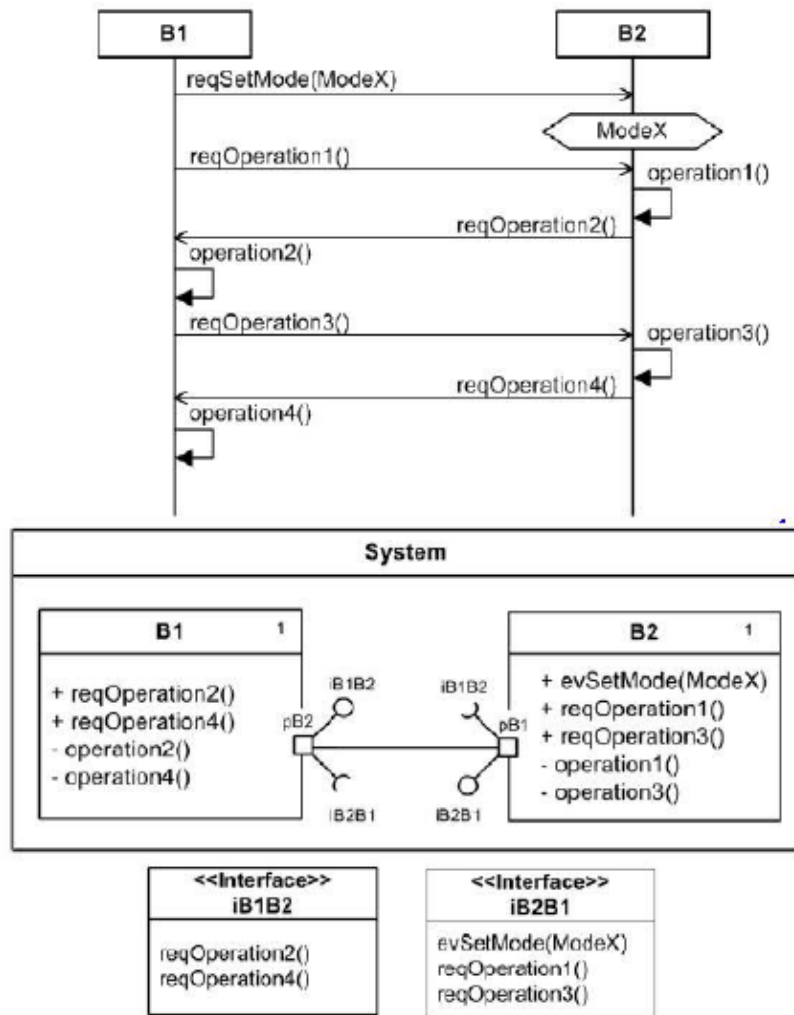 B1
B2
reqSetMode(ModeX)
ModeX
reqOperation1()
operation1()
reqOperation2()
operation2()
reqOperation3()
operation3()
reqOperation4()
operation4()
System
B1 1
+ reqOperation2()
+ reqOperation4()
- operation2()
- operation4()
pB2
iB1B2
iB2B1
iB1B2
pB1
iB2B1
B2 1
+ evSetMode(ModeX)
+ reqOperation1()
+ reqOperation3()
- operation1()
- operation3()
<<Interface>>
iB1B2
reqOperation2()
reqOperation4()
<<Interface>>
iB2B1
evSetMode(ModeX)
reqOperation1()
reqOperation3()